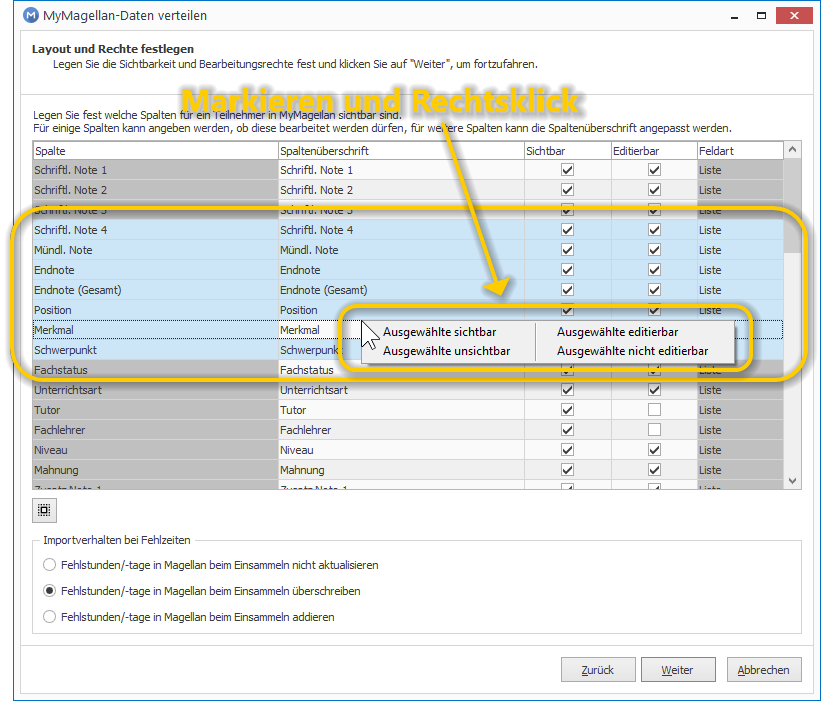 MyMagellan-Daten verteilen
Layout und Rechte festlegen
Legen Sie die Sichtbarkeit und Bearbeitungsrechte fest und klicken Sie auf "Weiter", um fortzufahren.
Markieren und Rechtsklick
Legen Sie fest welche Spalten für ein Teilnehmer in MyMagellan sichtbar sind.
Für einige Spalten kann angeben werden, ob diese bearbeitet werden dürfen, für weitere Spalten kann die Spaltenüberschrift angepasst werden.
Spalte Spaltenüberschrift Sichtbar Editierbar Feldart
Schriftl. Note 1 Schriftl. Note 1 Liste
Schriftl. Note 2 Schriftl. Note 2 Liste
Schriftl. Note 3 Schriftl. Note 3 Liste
Schriftl. Note 4 Schriftl. Note 4 Liste
Mündl. Note Mündl. Note Liste
Endnote Endnote Liste
Endnote (Gesamt) Endnote (Gesamt) Liste
Position Position Liste
Merkmal Merkmal
Ausgewählte sichtbar Ausgewählte editierbar
Schwerpunkt Schwerpunkt
Ausgewählte unsichtbar Ausgewählte nicht editierbar
Fachstatus Fachstatus Liste
Unterrichtsart Unterrichtsart Liste
Tutor Tutor Liste
Fachlehrer Fachlehrer Liste
Niveau Niveau Liste
Mahnung Mahnung Liste
Zusatz Note 1 Zusatz Note 1 Liste
Importverhalten bei Fehlzeiten
Fehlstunden/-tage in Magellan beim Einsammeln nicht aktualisieren
Fehlstunden/-tage in Magellan beim Einsammeln überschreiben
Fehlstunden/-tage in Magellan beim Einsammeln addieren
Zurück Weiter Abbrechen